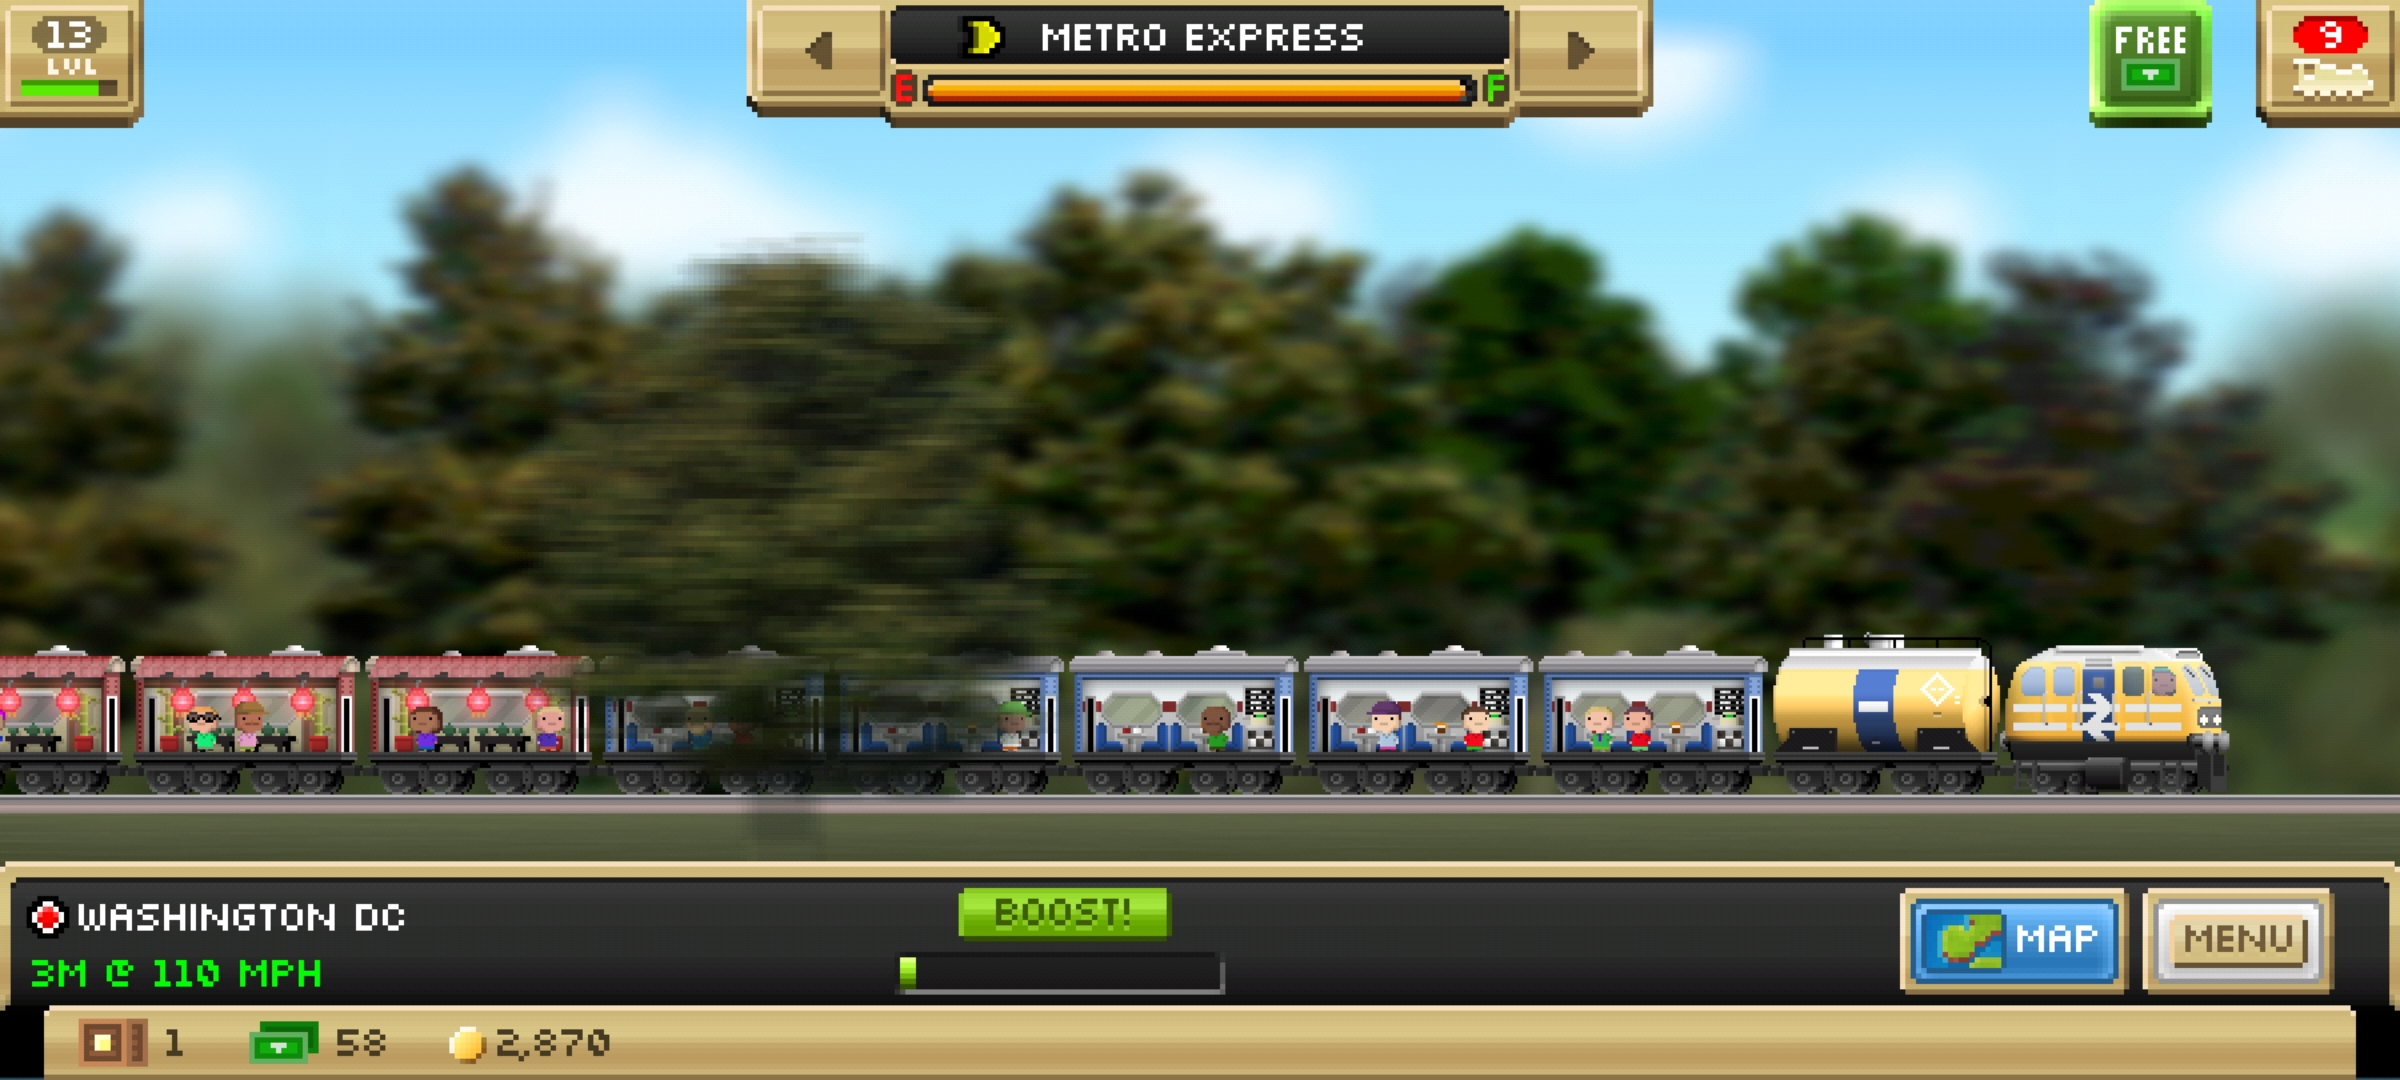 13
LVL
METRO EXPRESS
E F
FREE
9
WASHINGTON DC
3M @ 110 MPH
BOOST!
MAP
MENU
1 58 2,870